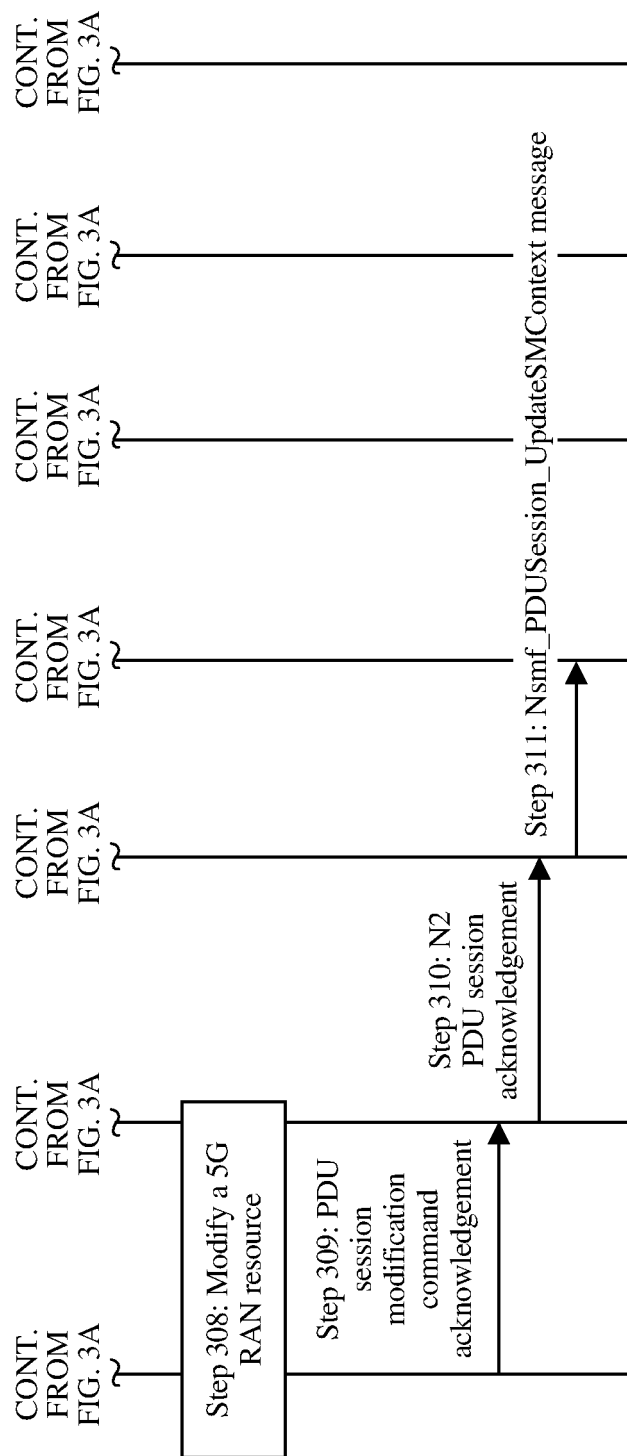 CONT.
FROM
FIG. 3A
CONT.
FROM
FIG. 3A
CONT.
FROM
FIG. 3A
CONT.
FROM
FIG. 3A
CONT.
FROM
FIG. 3A
CONT.
FROM
FIG. 3A
CONT.
FROM
FIG. 3A
Step 308: Modify a 5G
RAN resource
Step 309: PDU
session
modification
command
acknowledgement
Step 310: N2
PDU session
acknowledgement
Step 311: Nsmf_PDUSession_UpdateSMContext message